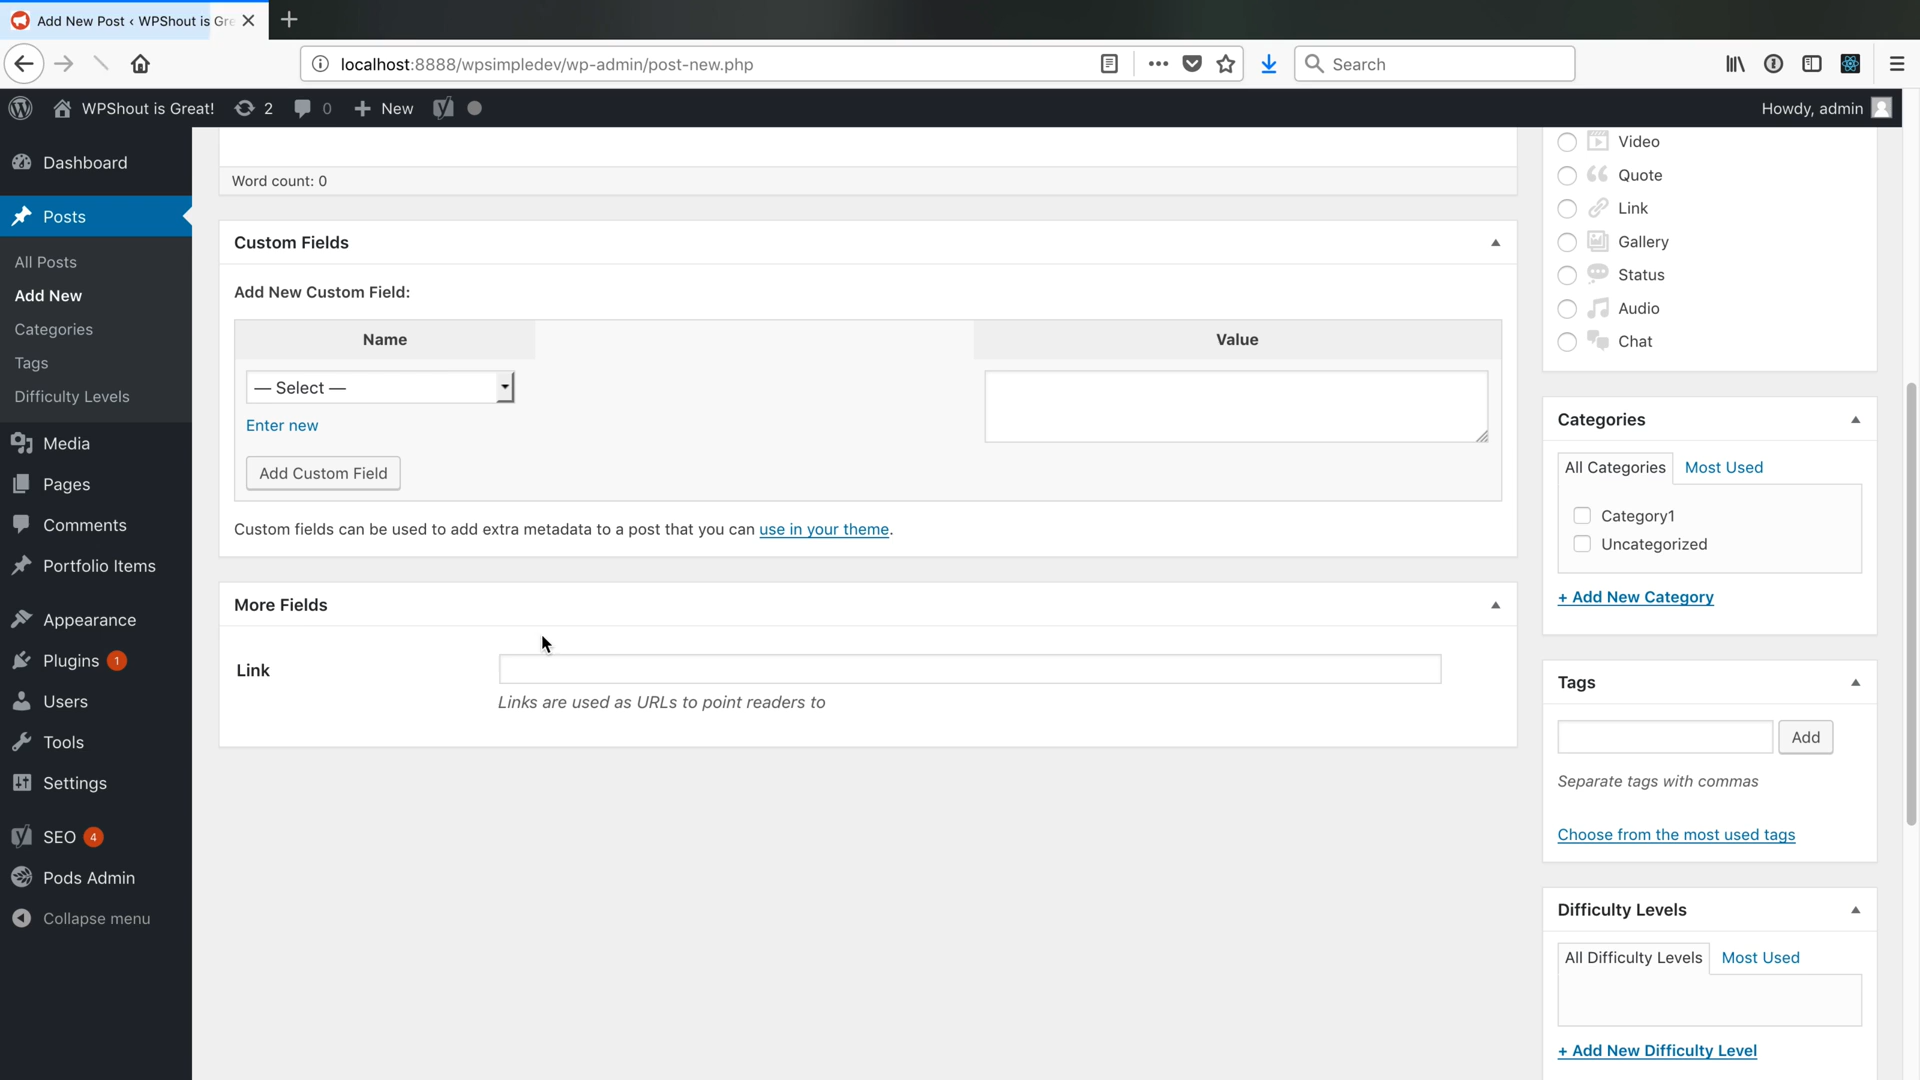 Add New Post ‹ WPShout is Gre
localhost:8888/wpsimpledev/wp-admin/post-new.php
Search
WPShout is Great!
2
0
New
Howdy, admin
Dashboard
Posts
All Posts
Add New
Categories
Tags
Difficulty Levels
Media
Pages
Comments
Portfolio Items
Appearance
Plugins 1
Users
Tools
Settings
SEO 4
Pods Admin
Collapse menu
Word count: 0
Custom Fields
Add New Custom Field:
Name
Value
— Select —
Enter new
Add Custom Field
Custom fields can be used to add extra metadata to a post that you can use in your theme.
More Fields
Link
Links are used as URLs to point readers to
Video
Quote
Link
Gallery
Status
Audio
Chat
Categories
All Categories
Most Used
Category1
Uncategorized
+ Add New Category
Tags
Add
Separate tags with commas
Choose from the most used tags
Difficulty Levels
All Difficulty Levels
Most Used
+ Add New Difficulty Level